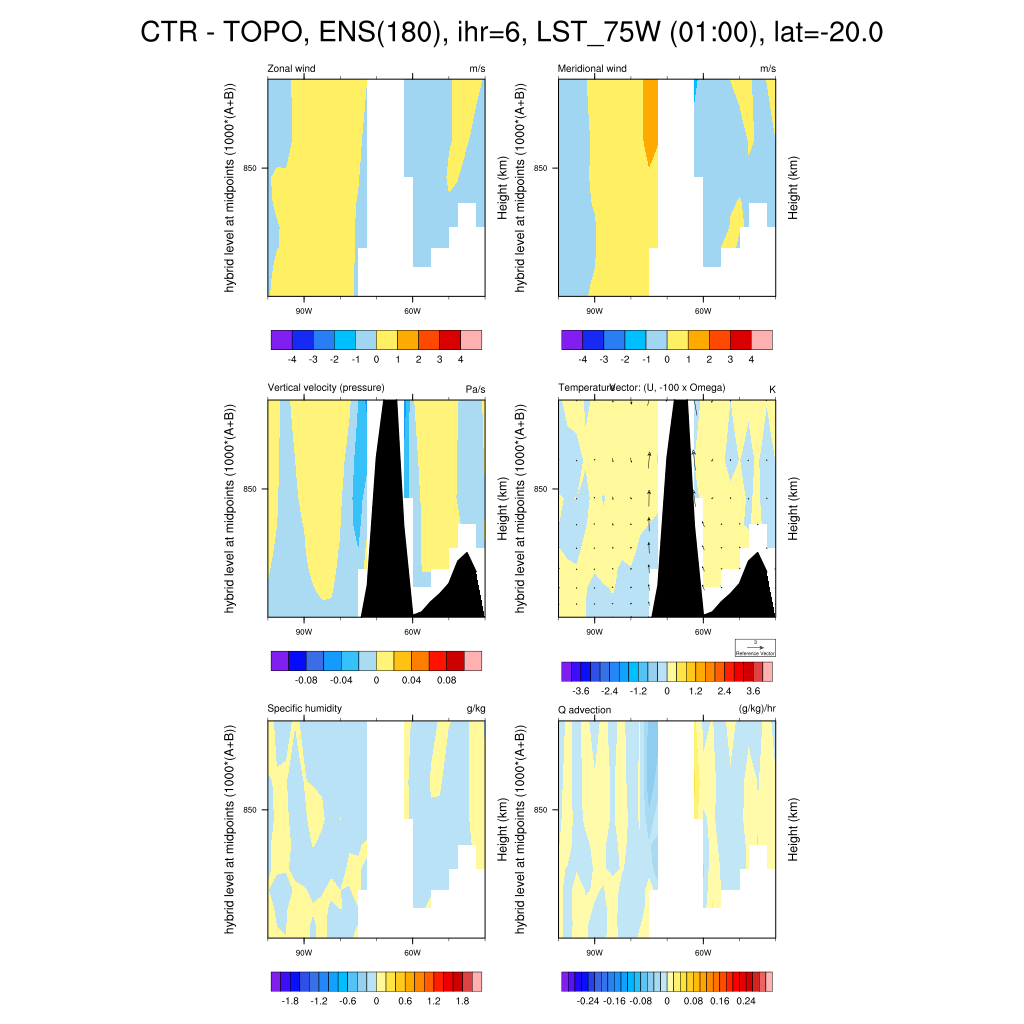 CTR - TOPO, ENS(180), ihr=6, LST_75W (01:00), lat=-20.0
Zonal wind m/s
hybrid level at midpoints (1000*(A+B))
850
Height (km)
90W 60W
-4 -3 -2 -1 0 1 2 3 4
Meridional wind m/s
hybrid level at midpoints (1000*(A+B))
850
Height (km)
90W 60W
-4 -3 -2 -1 0 1 2 3 4
Vertical velocity (pressure) Pa/s
hybrid level at midpoints (1000*(A+B))
850
Height (km)
90W 60W
-0.08 -0.04 0 0.04 0.08
Temperature Vector: (U, -100 x Omega) K
hybrid level at midpoints (1000*(A+B))
850
Height (km)
90W 60W
3
Reference Vector
-3.6 -2.4 -1.2 0 1.2 2.4 3.6
Specific humidity g/kg
hybrid level at midpoints (1000*(A+B))
850
Height (km)
90W 60W
-1.8 -1.2 -0.6 0 0.6 1.2 1.8
Q advection (g/kg)/hr
hybrid level at midpoints (1000*(A+B))
850
Height (km)
90W 60W
-0.24 -0.16 -0.08 0 0.08 0.16 0.24